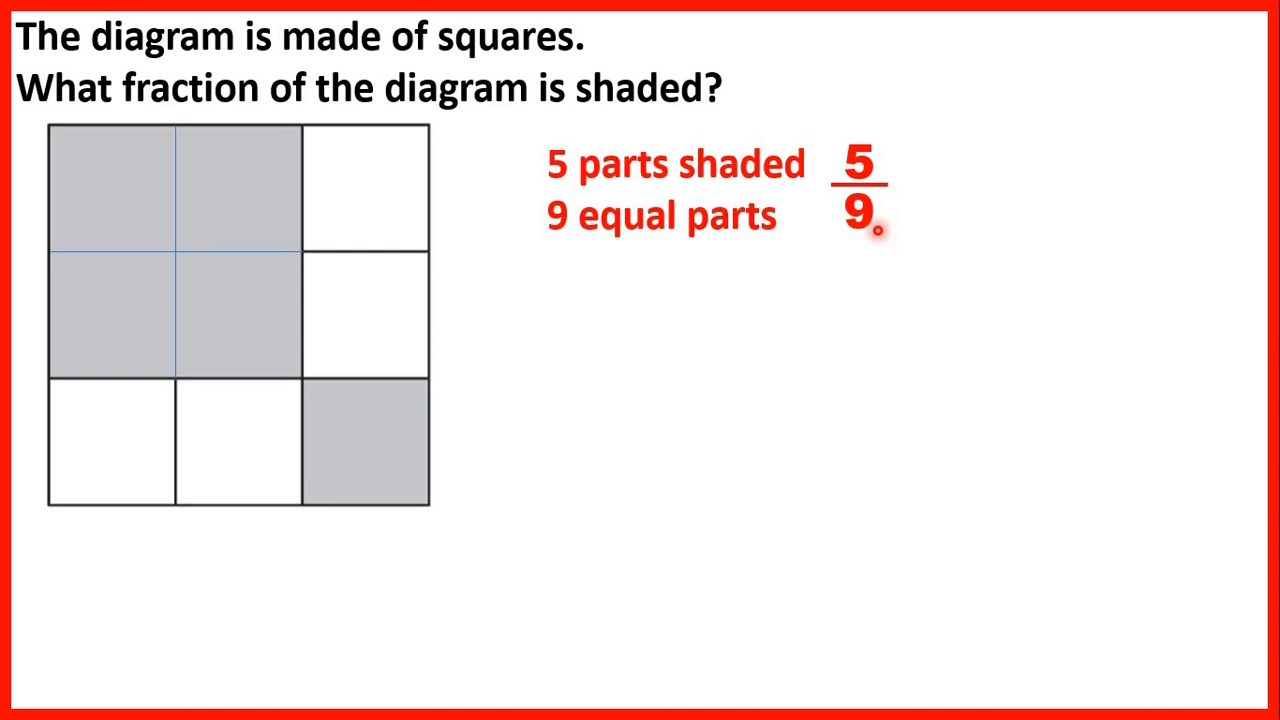 The diagram is made of squares.
What fraction of the diagram is shaded?
5 parts shaded 5
9 equal parts 9